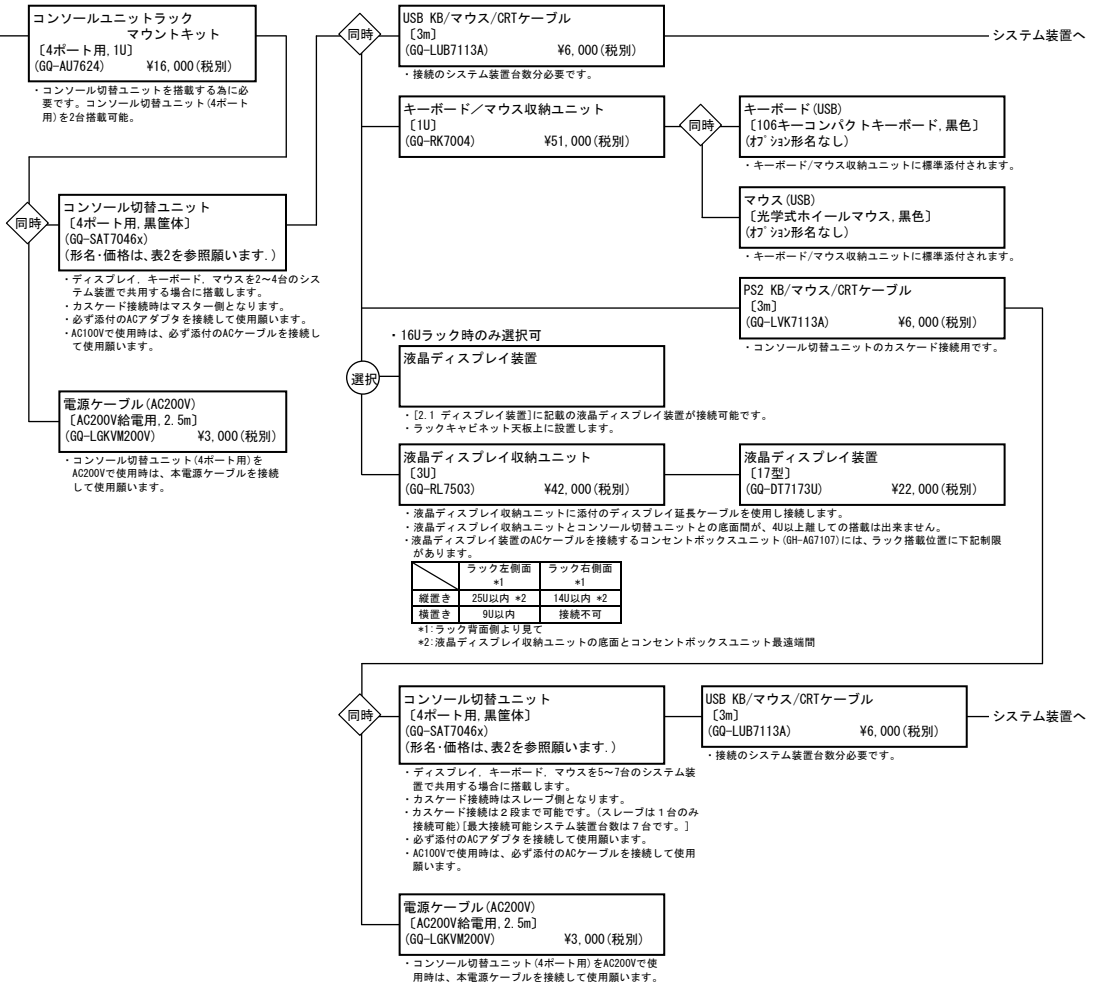 コンソールユニットラック
マウントキット
〔4ポート用, 1U〕
(GQ-AU7624) ¥16,000(税別)
・コンソール切替ユニットを搭載する為に必
要です。コンソール切替ユニット(4ポート
用)を2台搭載可能。
同時
コンソール切替ユニット
〔4ポート用, 黒筐体〕
(GQ-SAT7046x)
(形名・価格は、表2を参照願います.)
・ディスプレイ, キーボード, マウスを2~4台のシス
テム装置で共用する場合に搭載します。
・カスケード接続時はマスター側となります。
・必ず添付のACアダプタを接続して使用願います。
・AC100Vで使用時は、必ず添付のACケーブルを接続し
て使用願います。
電源ケーブル(AC200V)
〔AC200V給電用, 2.5m〕
(GQ-LGKVM200V) ¥3,000(税別)
・コンソール切替ユニット(4ポート用)を
AC200Vで使用時は、本電源ケーブルを接続
して使用願います。
同時
USB KB/マウス/CRTケーブル
〔3m〕
(GQ-LUB7113A) ¥6,000(税別)
・接続のシステム装置台数分必要です。
システム装置へ
キーボード/マウス収納ユニット
〔1U〕
(GQ-RK7004) ¥51,000(税別)
同時
キーボード(USB)
〔106キーコンパクトキーボード, 黒色〕
(オプション形名なし)
・キーボード/マウス収納ユニットに標準添付されます。
マウス(USB)
〔光学式ホイールマウス, 黒色〕
(オプション形名なし)
・キーボード/マウス収納ユニットに標準添付されます。
PS2 KB/マウス/CRTケーブル
〔3m〕
(GQ-LVK7113A) ¥6,000(税別)
・コンソール切替ユニットのカスケード接続用です。
・16Uラック時のみ選択可
選択
液晶ディスプレイ装置
・[2.1 ディスプレイ装置]に記載の液晶ディスプレイ装置が接続可能です。
・ラックキャビネット天板上に設置します。
液晶ディスプレイ収納ユニット
〔3U〕
(GQ-RL7503) ¥42,000(税別)
液晶ディスプレイ装置
〔17型〕
(GQ-DT7173U) ¥22,000(税別)
・液晶ディスプレイ収納ユニットに添付のディスプレイ延長ケーブルを使用し接続します。
・液晶ディスプレイ収納ユニットとコンソール切替ユニットとの底面間が、4U以上離しての搭載は出来ません。
・液晶ディスプレイ装置のACケーブルを接続するコンセントボックスユニット(GH-AG7107)には、ラック搭載位置に下記制限
があります。
ラック左側面 *1 ラック右側面 *1
縦置き 25U以内 *2 14U以内 *2
横置き 9U以内 接続不可
*1:ラック背面側より見て
*2:液晶ディスプレイ収納ユニットの底面とコンセントボックスユニット最遠端間
同時
コンソール切替ユニット
〔4ポート用, 黒筐体〕
(GQ-SAT7046x)
(形名・価格は、表2を参照願います.)
・ディスプレイ, キーボード, マウスを5~7台のシステム装
置で共用する場合に搭載します。
・カスケード接続時はスレーブ側となります。
・カスケード接続は2段まで可能です。(スレーブは1台のみ
接続可能)[最大接続可能システム装置台数は7台です。]
・必ず添付のACアダプタを接続して使用願います。
・AC100Vで使用時は、必ず添付のACケーブルを接続して使用
願います。
USB KB/マウス/CRTケーブル
〔3m〕
(GQ-LUB7113A) ¥6,000(税別)
・接続のシステム装置台数分必要です。
システム装置へ
電源ケーブル(AC200V)
〔AC200V給電用, 2.5m〕
(GQ-LGKVM200V) ¥3,000(税別)
・コンソール切替ユニット(4ポート用)をAC200Vで使
用時は、本電源ケーブルを接続して使用願います。